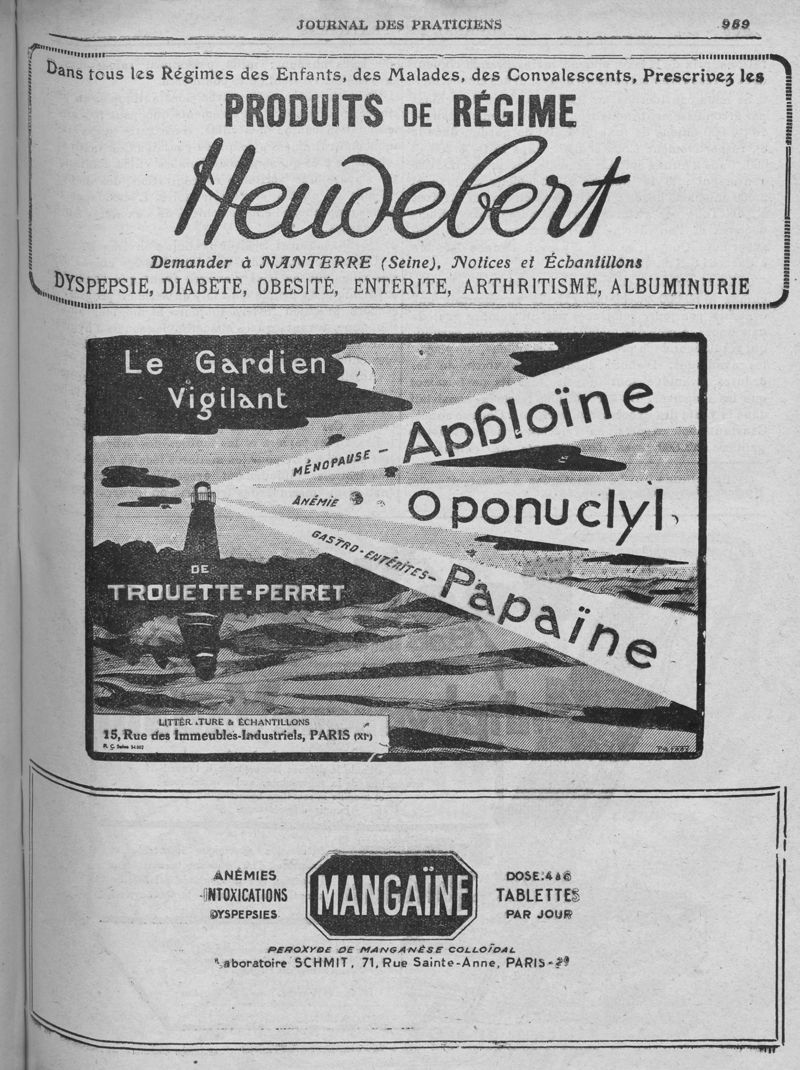 JOURNAL DES PRATICIENS 959
Dans tous les Régimes des Enfants, des Malades, des Convalescents, Prescrivez les
PRODUITS DE RÉGIME
Heudebert
Demander à NANTERRE (Seine), Notices et Échantillons
DYSPEPSIE, DIABÈTE, OBESITÉ, ENTÉRITE, ARTHRITISME, ALBUMINURIE
Le Gardien
Vigilant
MÉNOPAUSE - Aphloïne
ANÉMIE Oponuclyl
GASTRO-ENTÉRITES - Papaïne
DE
TROUETTE-PERRET
LITTÉRATURE & ÉCHANTILLONS
15, Rue des Immeubles-Industriels, PARIS (XI)
R. C. Seine
ANÉMIES
INTOXICATIONS
DYSPEPSIES
MANGAÏNE
DOSE: 4 à 6
TABLETTES
PAR JOUR
PEROXYDE DE MANGANÈSE COLLOÏDAL
Laboratoire SCHMIT, 71, Rue Sainte-Anne, PARIS-2e